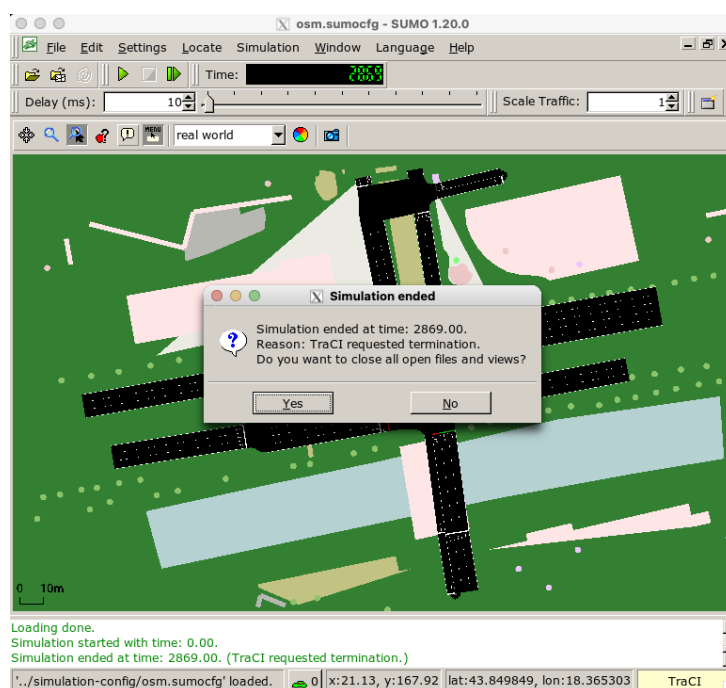 osm.sumocfg - SUMO 1.20.0
File Edit Settings Locate Simulation Window Language Help
Time: 2869
Delay (ms): 10 Scale Traffic: 1
MENU real world
Simulation ended
Simulation ended at time: 2869.00.
Reason: TraCI requested termination.
Do you want to close all open files and views?
Yes No
0 10m
Loading done.
Simulation started with time: 0.00.
Simulation ended at time: 2869.00. (TraCI requested termination.)
'../simulation-config/osm.sumocfg' loaded. 0 x:21.13, y:167.92 lat:43.849849, lon:18.365303 TraCI